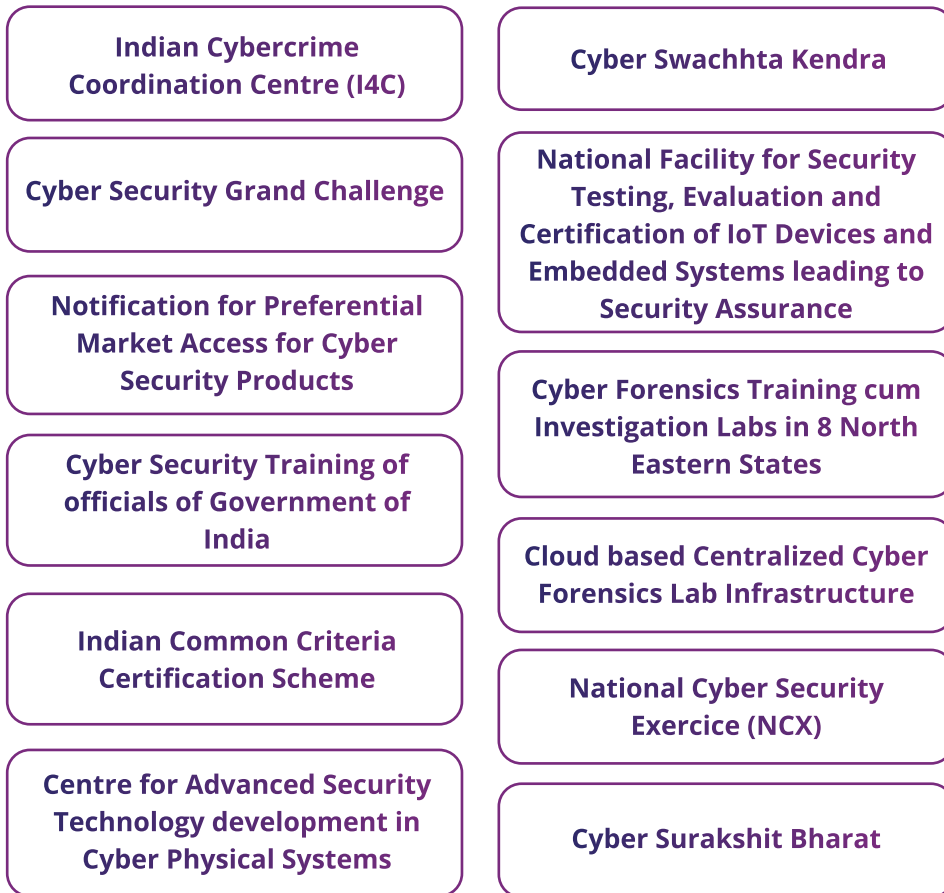 Indian Cybercrime
Coordination Centre (I4C)
Cyber Security Grand Challenge
Notification for Preferential
Market Access for Cyber
Security Products
Cyber Security Training of
officials of Government of
India
Indian Common Criteria
Certification Scheme
Centre for Advanced Security
Technology development in
Cyber Physical Systems
Cyber Swachhta Kendra
National Facility for Security
Testing, Evaluation and
Certification of IoT Devices and
Embedded Systems leading to
Security Assurance
Cyber Forensics Training cum
Investigation Labs in 8 North
Eastern States
Cloud based Centralized Cyber
Forensics Lab Infrastructure
National Cyber Security
Exercice (NCX)
Cyber Surakshit Bharat